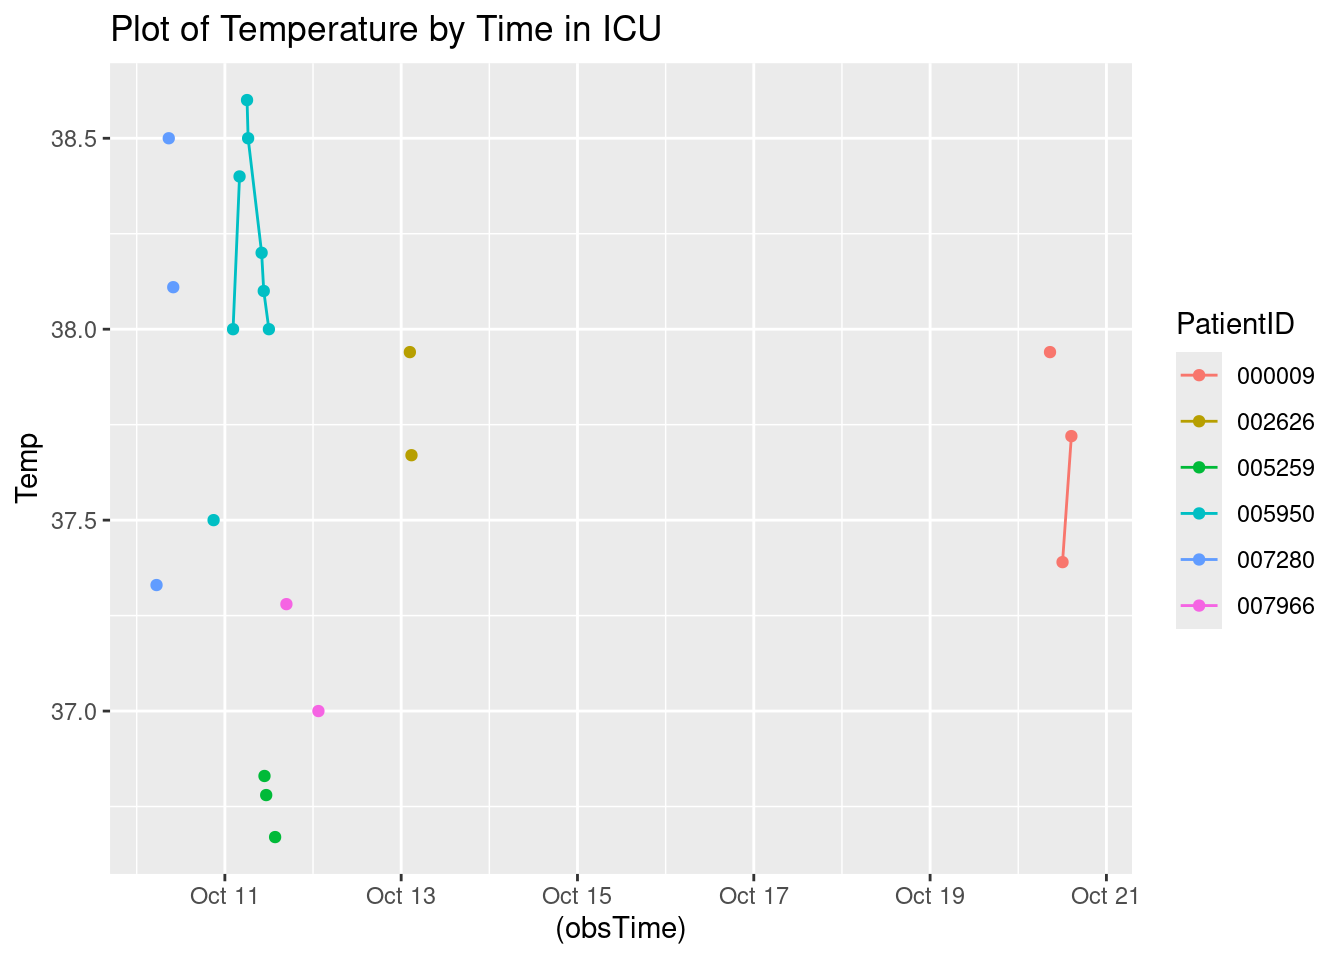 Plot of Temperature by Time in ICU
38.5
38.0
37.5
37.0
Temp
Oct 11 Oct 13 Oct 15 Oct 17 Oct 19 Oct 21
(obsTime)
PatientID
000009
002626
005259
005950
007280
007966